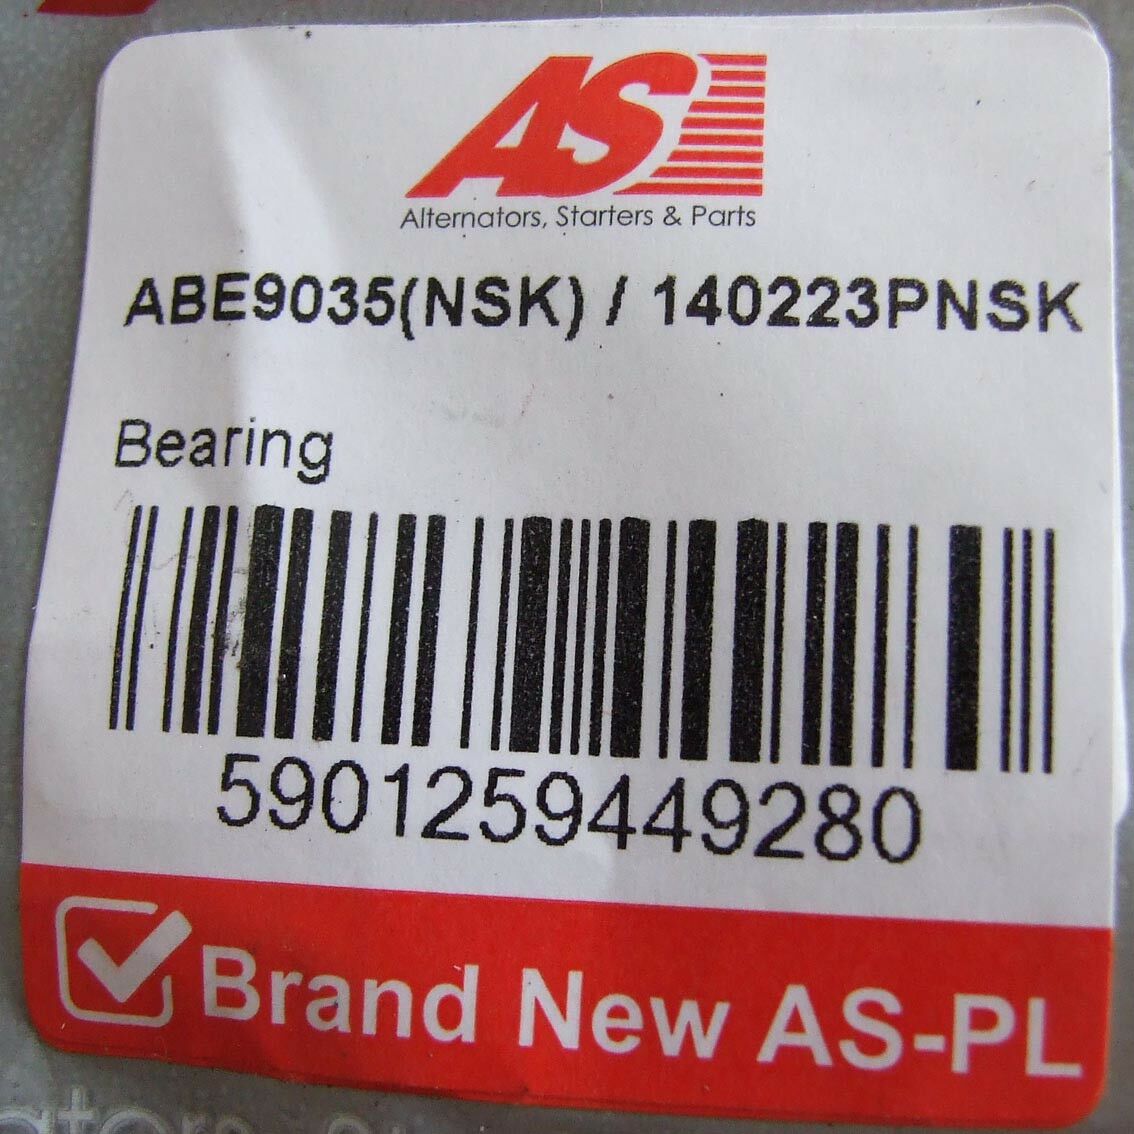 AS
Alternators, Starters & Parts
ABE9035(NSK) / 140223PNSK
Bearing
5901259449280
Brand New AS-PL